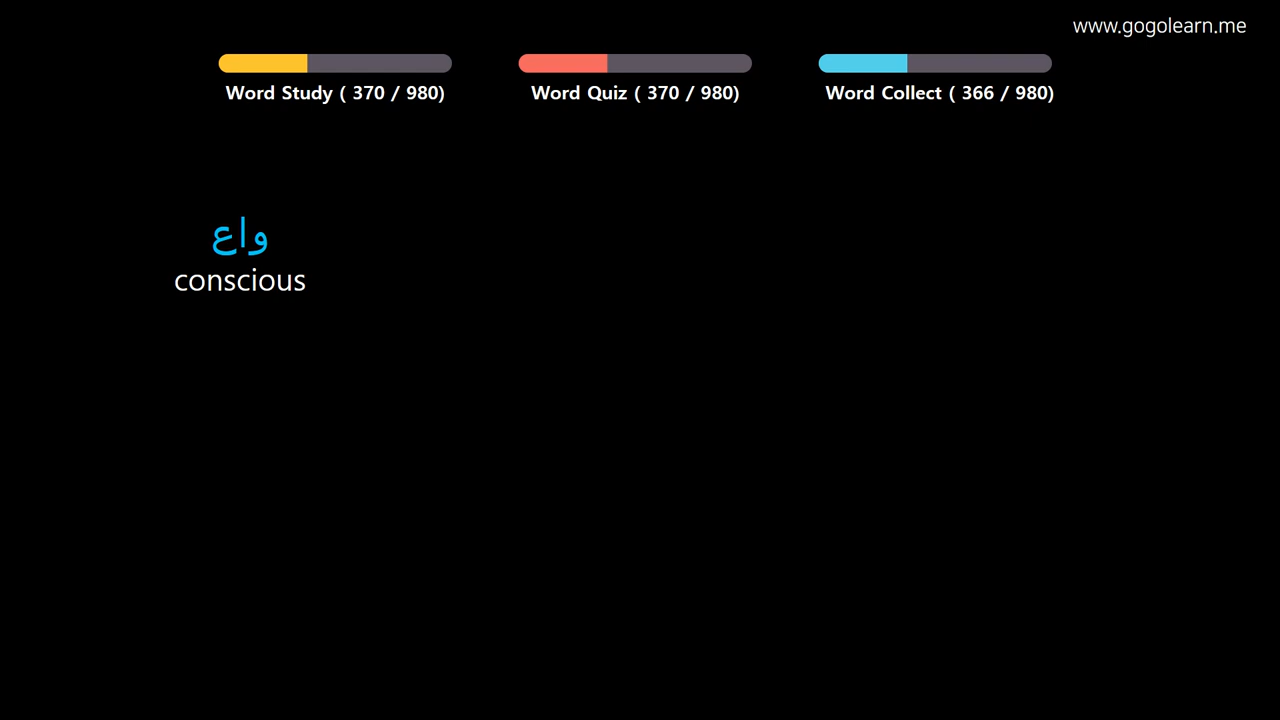 www.gogolearn.me
Word Study ( 370 / 980)
Word Quiz ( 370 / 980)
Word Collect ( 366 / 980)
واع
conscious